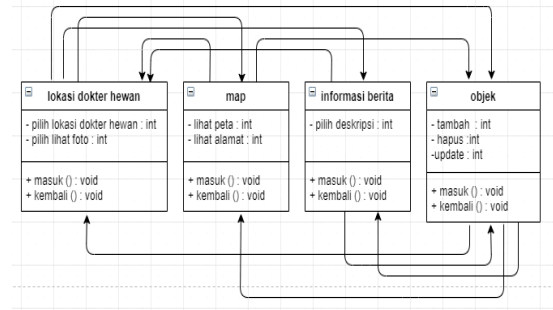 lokasi dokter hewan
- pilih lokasi dokter hewan : int
- pilih lihat foto : int
+ masuk () : void
+ kembali () : void
map
- lihat peta : int
- lihat alamat : int
+ masuk () : void
+ kembali () : void
informasi berita
- pilih deskripsi : int
+ masuk () : void
+ kembali () : void
objek
- tambah : int
- hapus :int
-update : int
+ masuk () : void
+ kembali () : void